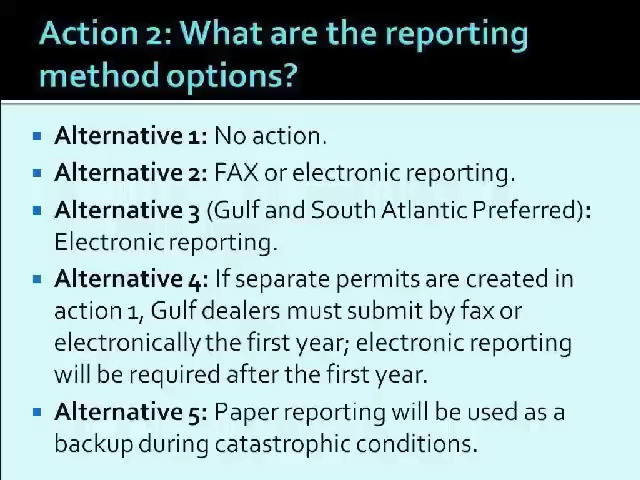 Action 2: What are the reporting
method options?
Alternative 1: No action.
Alternative 2: FAX or electronic reporting.
Alternative 3 (Gulf and South Atlantic Preferred):
Electronic reporting.
Alternative 4: If separate permits are created in
action 1, Gulf dealers must submit by fax or
electronically the first year; electronic reporting
will be required after the first year.
Alternative 5: Paper reporting will be used as a
backup during catastrophic conditions.